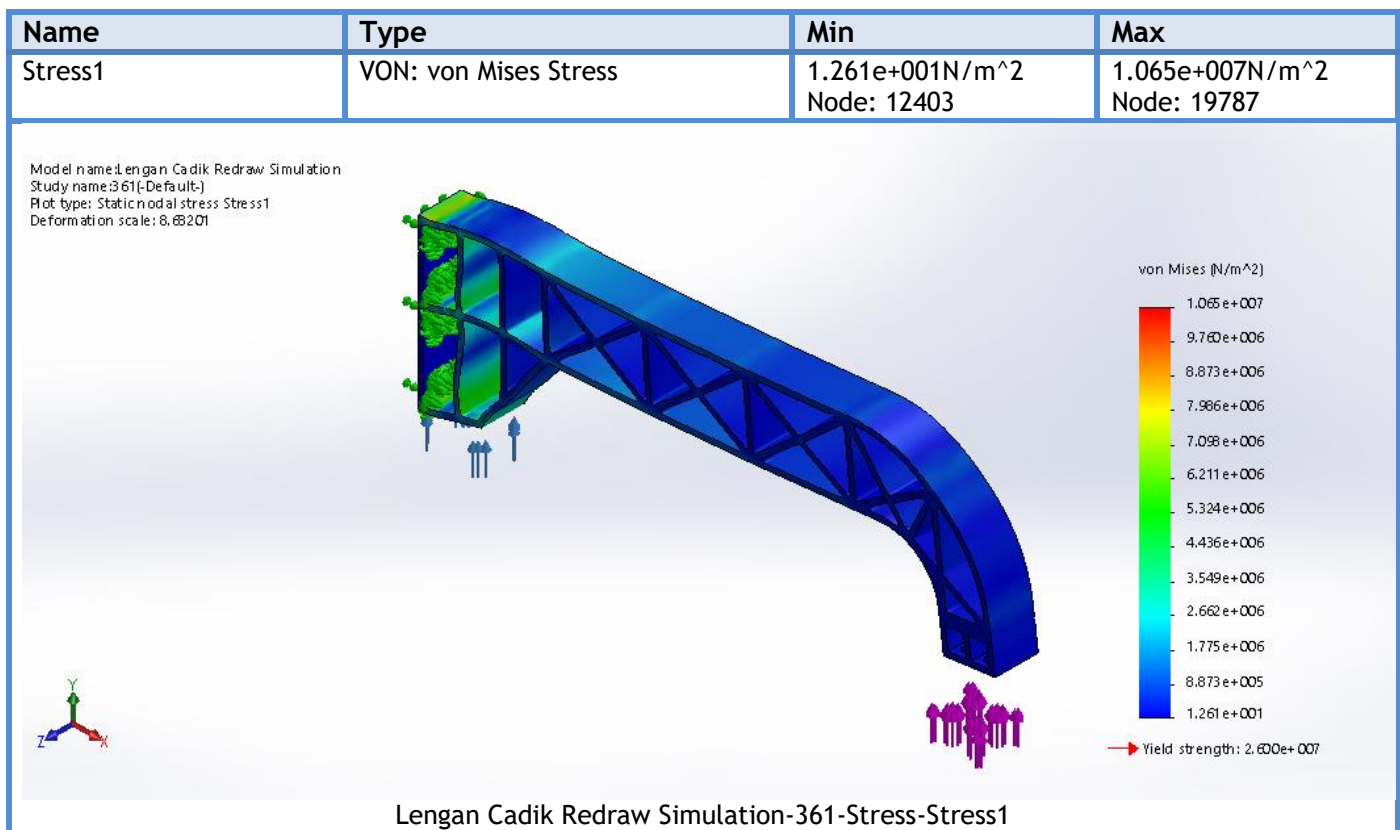 Name Type Min Max
Stress1 VON: von Mises Stress 1.261e+001N/m^2 1.065e+007N/m^2
Node: 12403 Node: 19787
Model name:Lengan Cadik Redraw Simulation
Study name:361(-Default-)
Plot type: Static nodal stress Stress1
Deformation scale: 8.68201
von Mises (N/m^2)
1.065e+007
9.760e+006
8.873e+006
7.986e+006
7.098e+006
6.211e+006
5.324e+006
4.436e+006
3.549e+006
2.662e+006
1.775e+006
8.873e+005
1.261e+001
Yield strength: 2.600e+007
Y
Z X
Lengan Cadik Redraw Simulation-361-Stress-Stress1